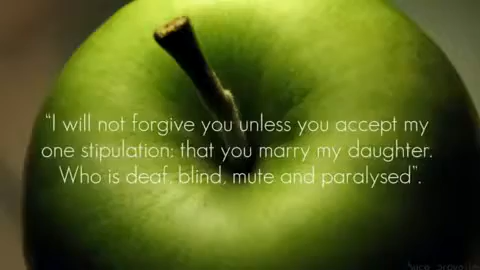 “I will not forgive you unless you accept my
one stipulation: that you marry my daughter.
Who is deaf, blind, mute and paralysed”.